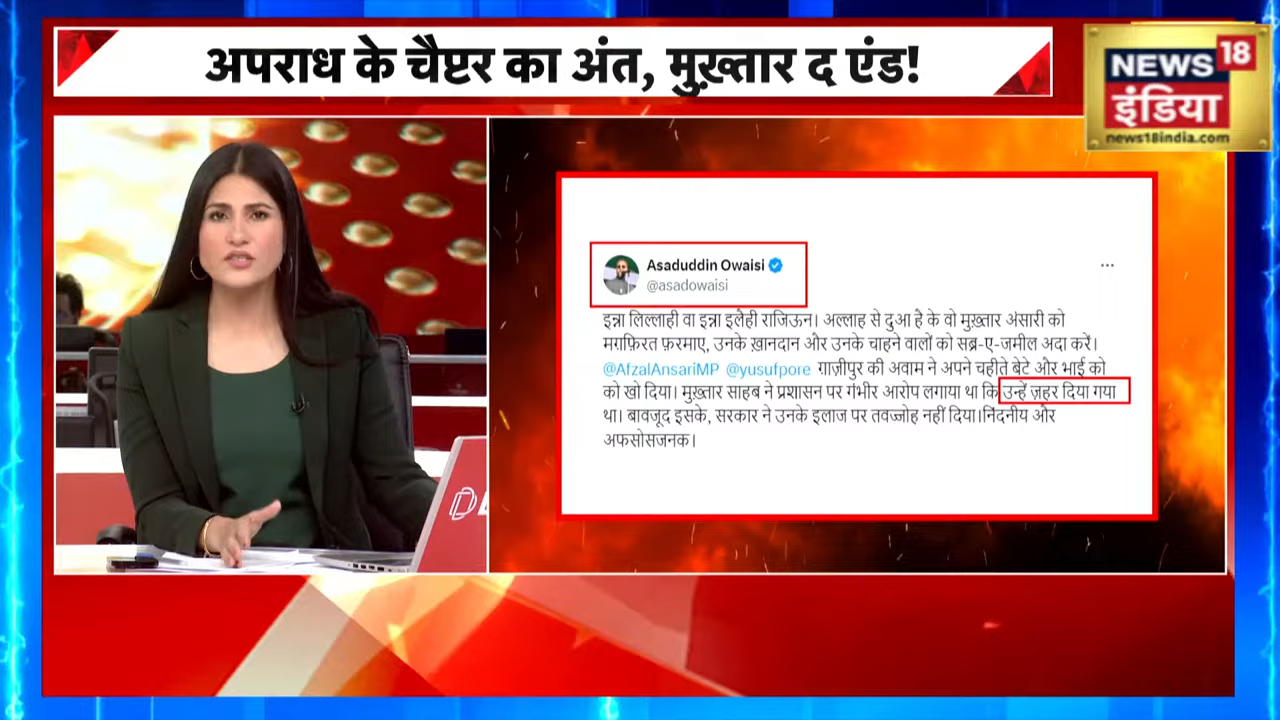 अपराध के चैप्टर का अंत, मुख़्तार द एंड!
NEWS 18
इंडिया
news18india.com
Asaduddin Owaisi
@asadowaisi
इन्ना लिल्लाही वा इन्ना इलैही राजिऊन। अल्लाह से दुआ है के वो मुख़्तार अंसारी को
मग़फ़िरत फ़रमाए, उनके ख़ानदान और उनके चाहने वालों को सब्र-ए-जमील अदा करें।
@AfzalAnsariMP @yusufpore ग़ाज़ीपुर की अवाम ने अपने चहीते बेटे और भाई को
को खो दिया। मुख़्तार साहब ने प्रशासन पर गंभीर आरोप लगाया था कि उन्हें ज़हर दिया गया
था। बावजूद इसके, सरकार ने उनके इलाज पर तवज्जोह नहीं दिया।निंदनीय और
अफसोसजनक।